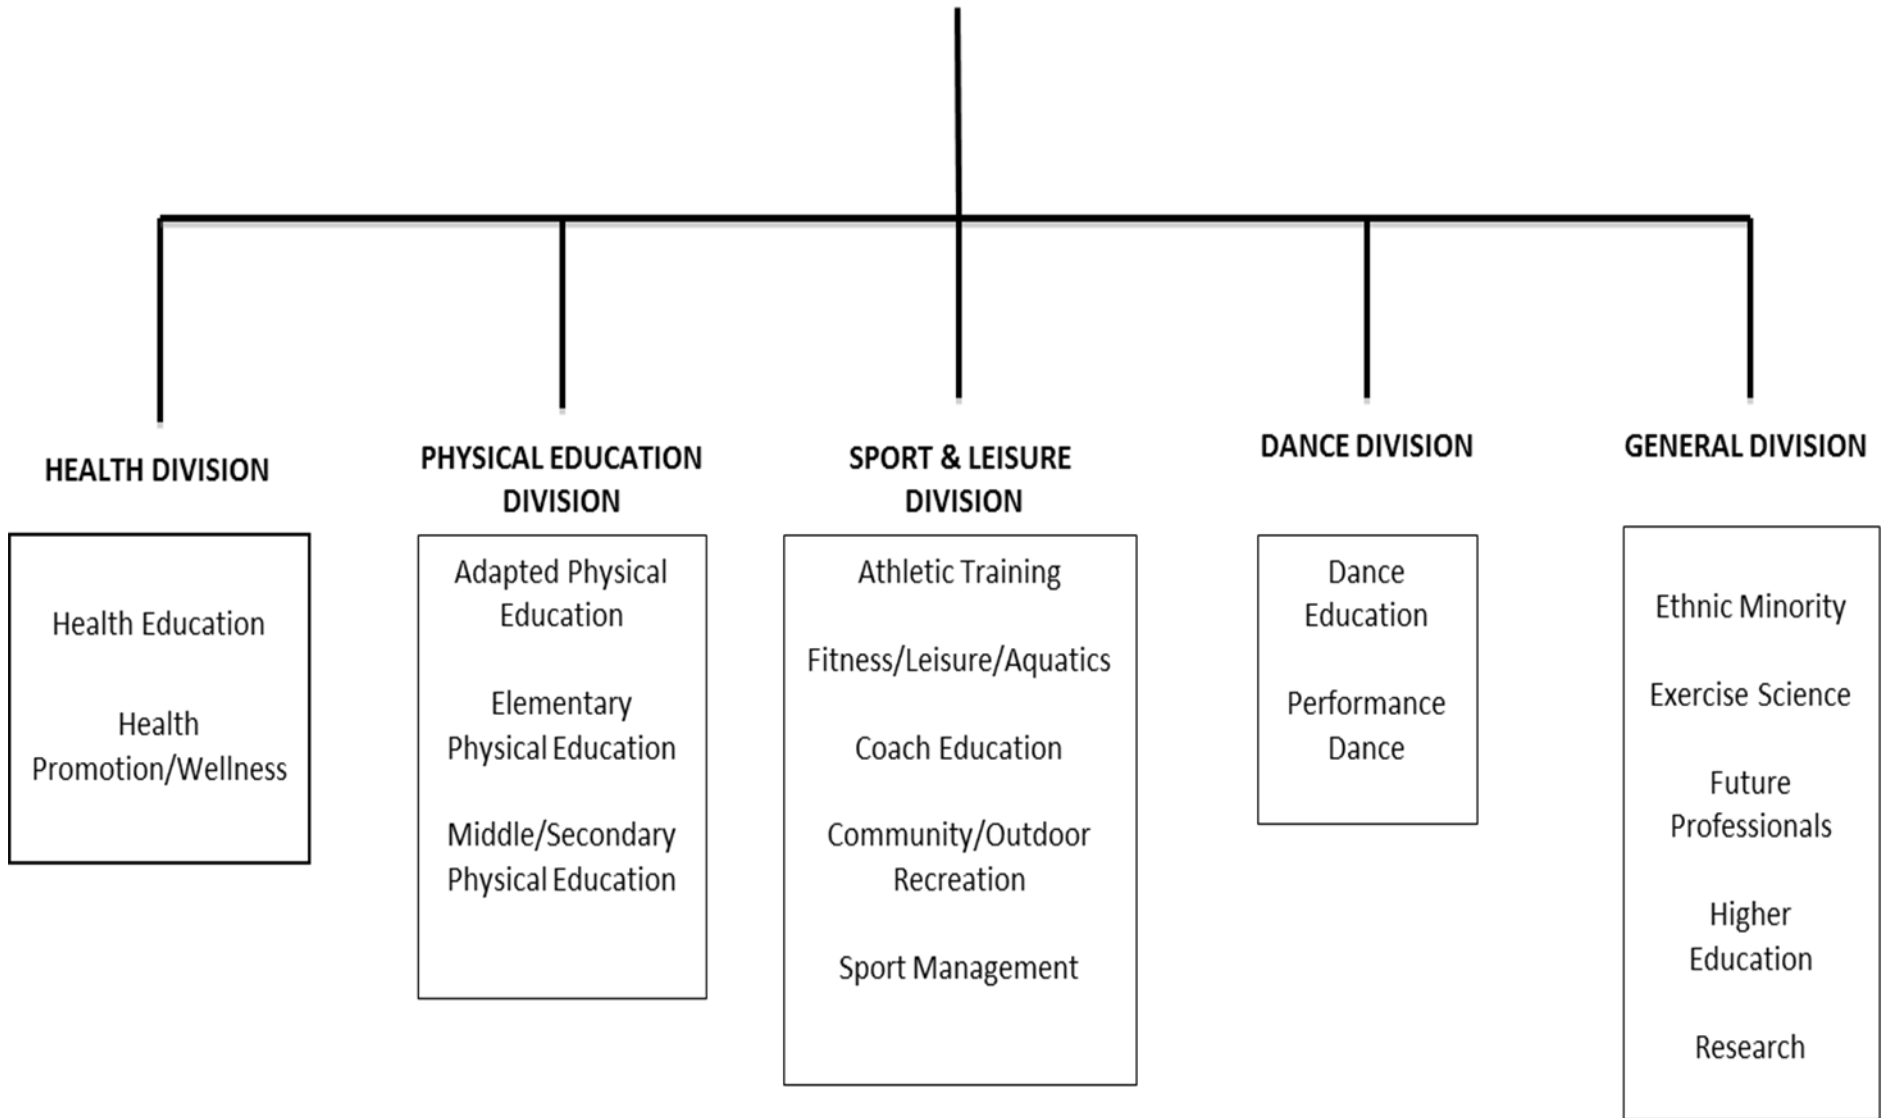 HEALTH DIVISION
Health Education
Health
Promotion/Wellness
PHYSICAL EDUCATION
DIVISION
Adapted Physical
Education
Elementary
Physical Education
Middle/Secondary
Physical Education
SPORT & LEISURE
DIVISION
Athletic Training
Fitness/Leisure/Aquatics
Coach Education
Community/Outdoor
Recreation
Sport Management
DANCE DIVISION
Dance
Education
Performance
Dance
GENERAL DIVISION
Ethnic Minority
Exercise Science
Future
Professionals
Higher
Education
Research